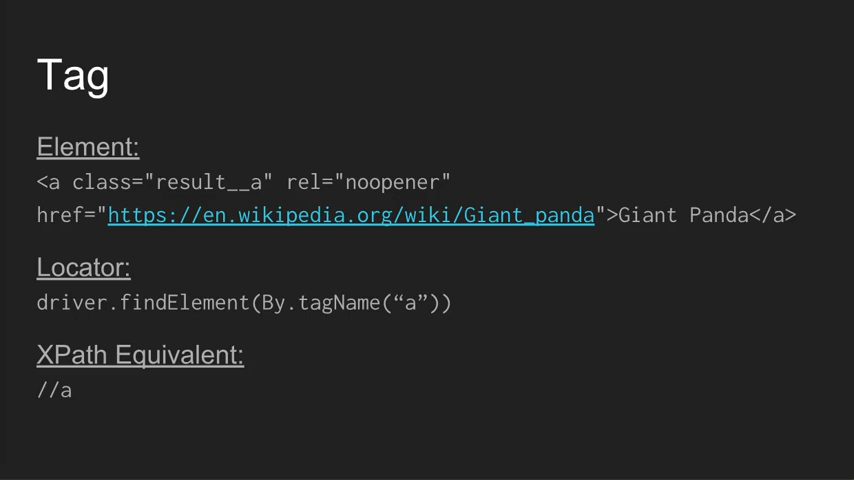 Tag
Element:
<a class="result__a" rel="noopener"
href="https://en.wikipedia.org/wiki/Giant_panda">Giant Panda</a>
Locator:
driver.findElement(By.tagName(“a”))
XPath Equivalent:
//a